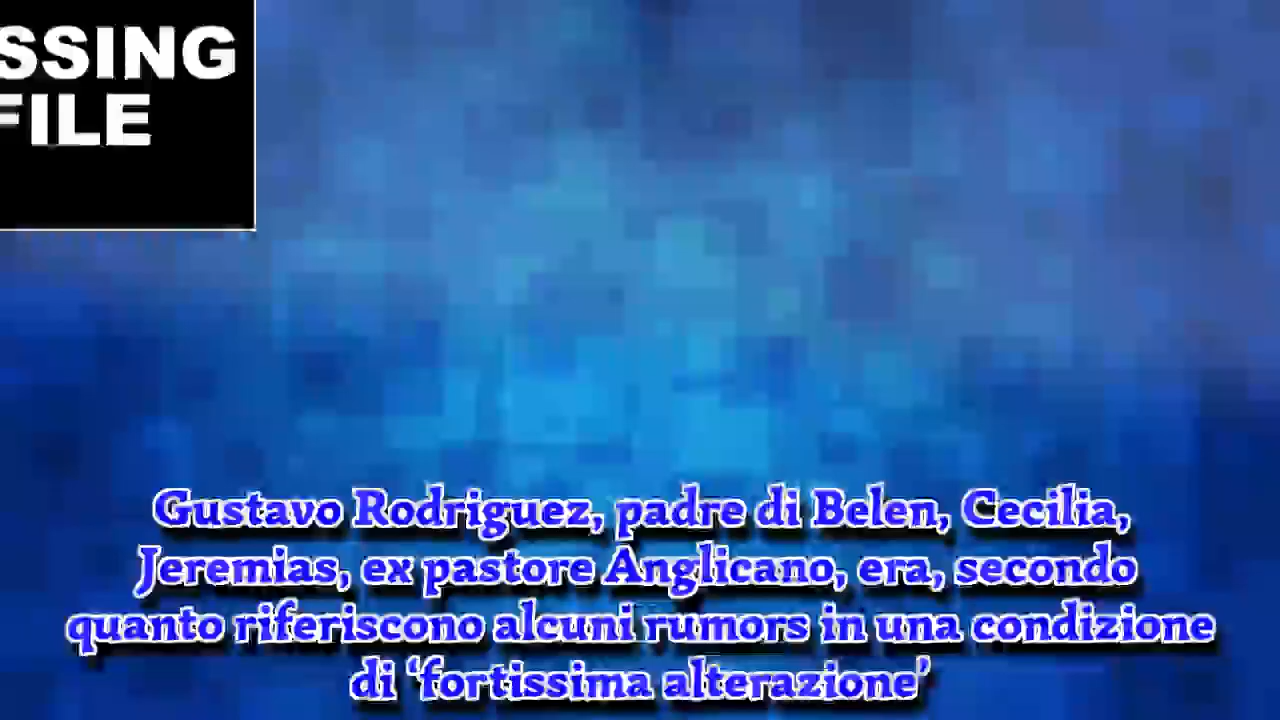 SSING
FILE
Gustavo Rodriguez, padre di Belen, Cecilia,
Jeremias, ex pastore Anglicano, era, secondo
quanto riferiscono alcuni rumors in una condizione
di ‘fortissima alterazione’